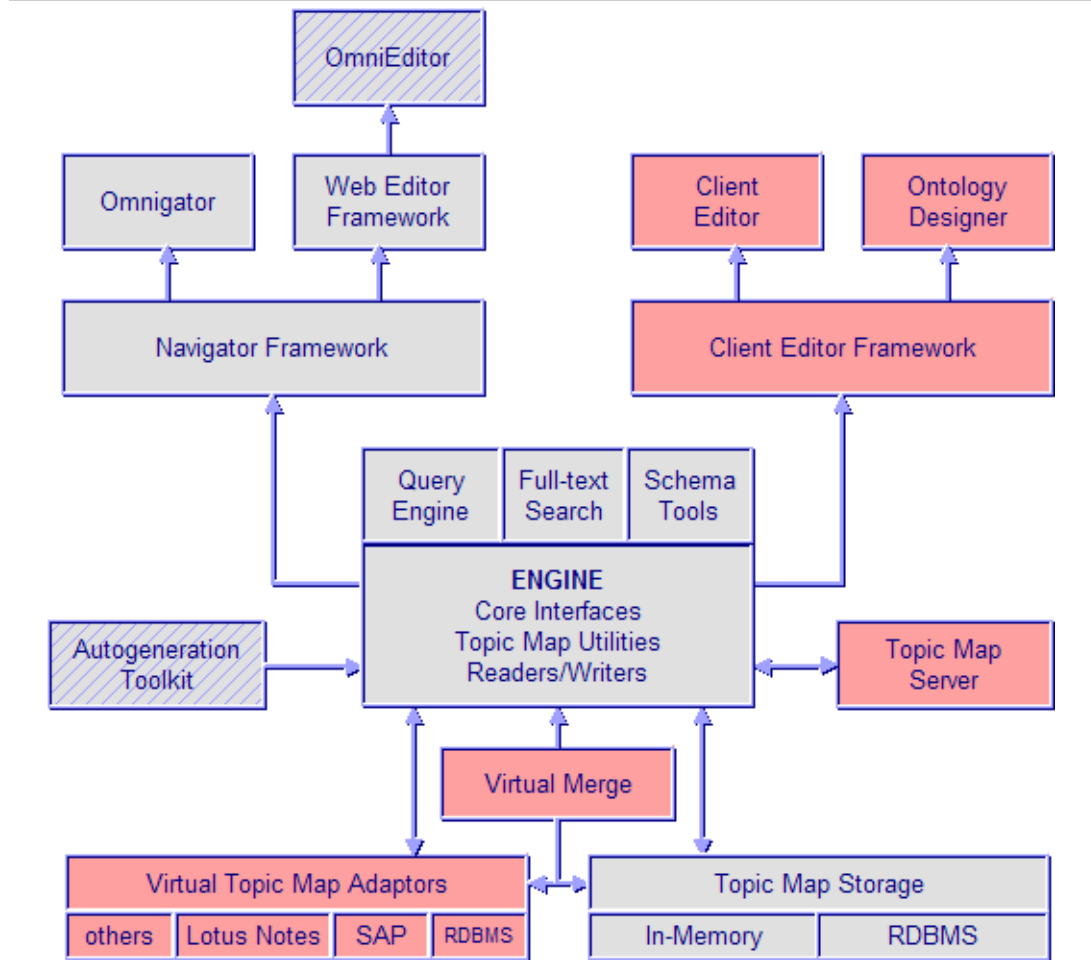 OmniEditor
Omnigator
Web Editor
Framework
Client
Editor
Ontology
Designer
Navigator Framework
Client Editor Framework
Query
Engine
Full-text
Search
Schema
Tools
ENGINE
Core Interfaces
Topic Map Utilities
Readers/Writers
Autogeneration
Toolkit
Topic Map
Server
Virtual Merge
Virtual Topic Map Adaptors
others
Lotus Notes
SAP
RDBMS
Topic Map Storage
In-Memory
RDBMS